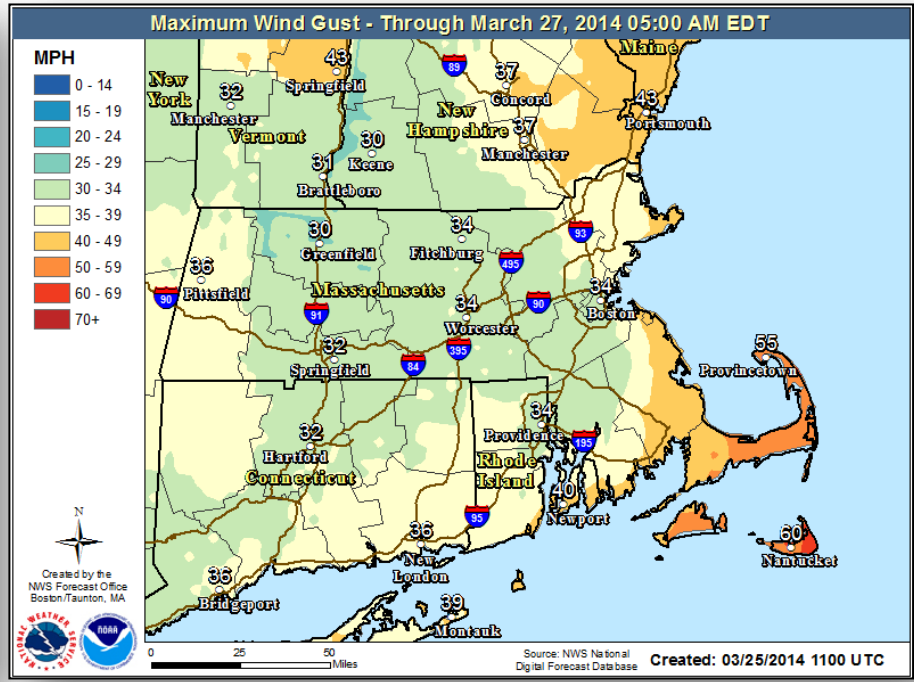 Maximum Wind Gust - Through March 27, 2014 05:00 AM EDT
MPH
0 - 14
15 - 19
20 - 24
25 - 29
30 - 34
35 - 39
40 - 49
50 - 59
60 - 69
70+
New
York
32
Manchester
Vermont
43
Springfield
89
37
Concord
New
Hampshire
37
Manchester
Maine
43
Portsmouth
30
Keene
31
Brattleboro
30
Greenfield
34
Fitchburg
93
495
36
Pittsfield
90
Massachusetts
91
34
Worcester
90
34
Boston
32
Springfield
84
395
55
Provincetown
32
Hartford
Connecticut
34
Providence
195
Rhode
Island
40
Newport
95
36
New
London
60
Nantucket
36
Bridgeport
39
Montauk
N
Created by the
NWS Forecast Office
Boston/Taunton, MA
NATIONAL WEATHER SERVICE
NOAA
0 25 50
Miles
Source: NWS National
Digital Forecast Database
Created: 03/25/2014 1100 UTC